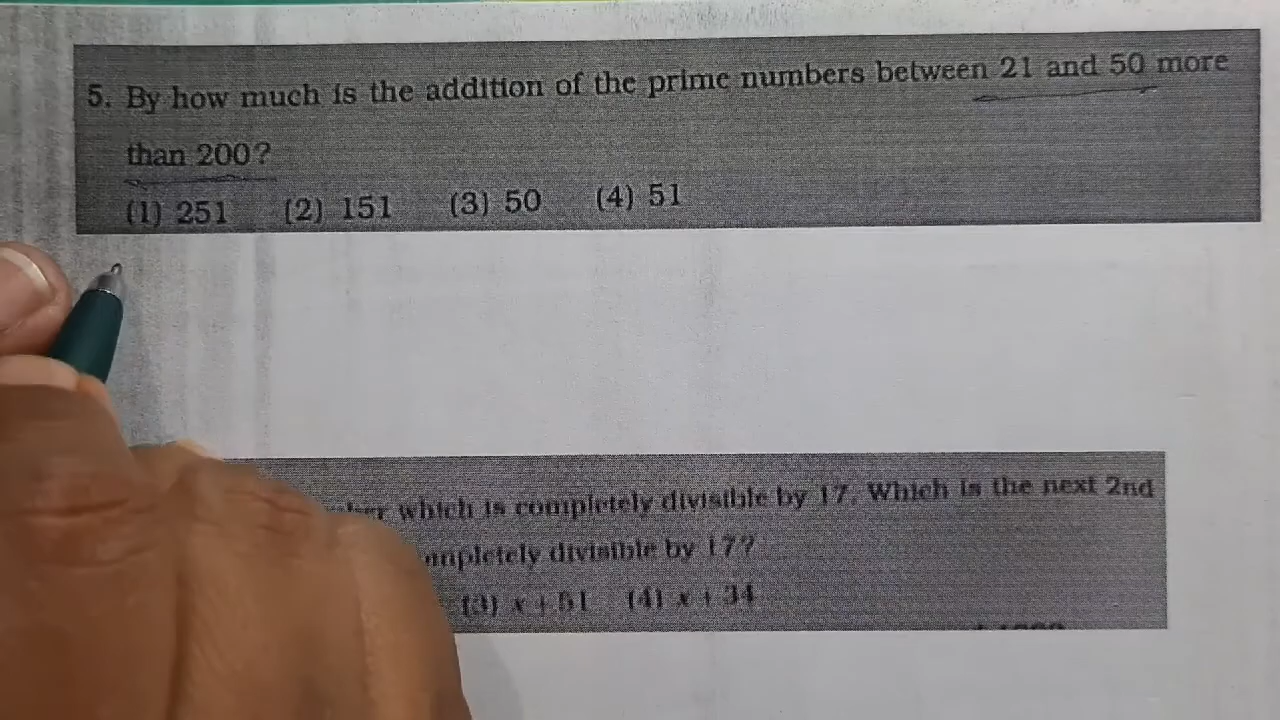 5. By how much is the addition of the prime numbers between 21 and 50 more
than 200?
(1) 251 (2) 151 (3) 50 (4) 51
which is completely divisible by 17. Which is the next 2nd
divisible by 17?
(3) x + 51 (4) x + 34